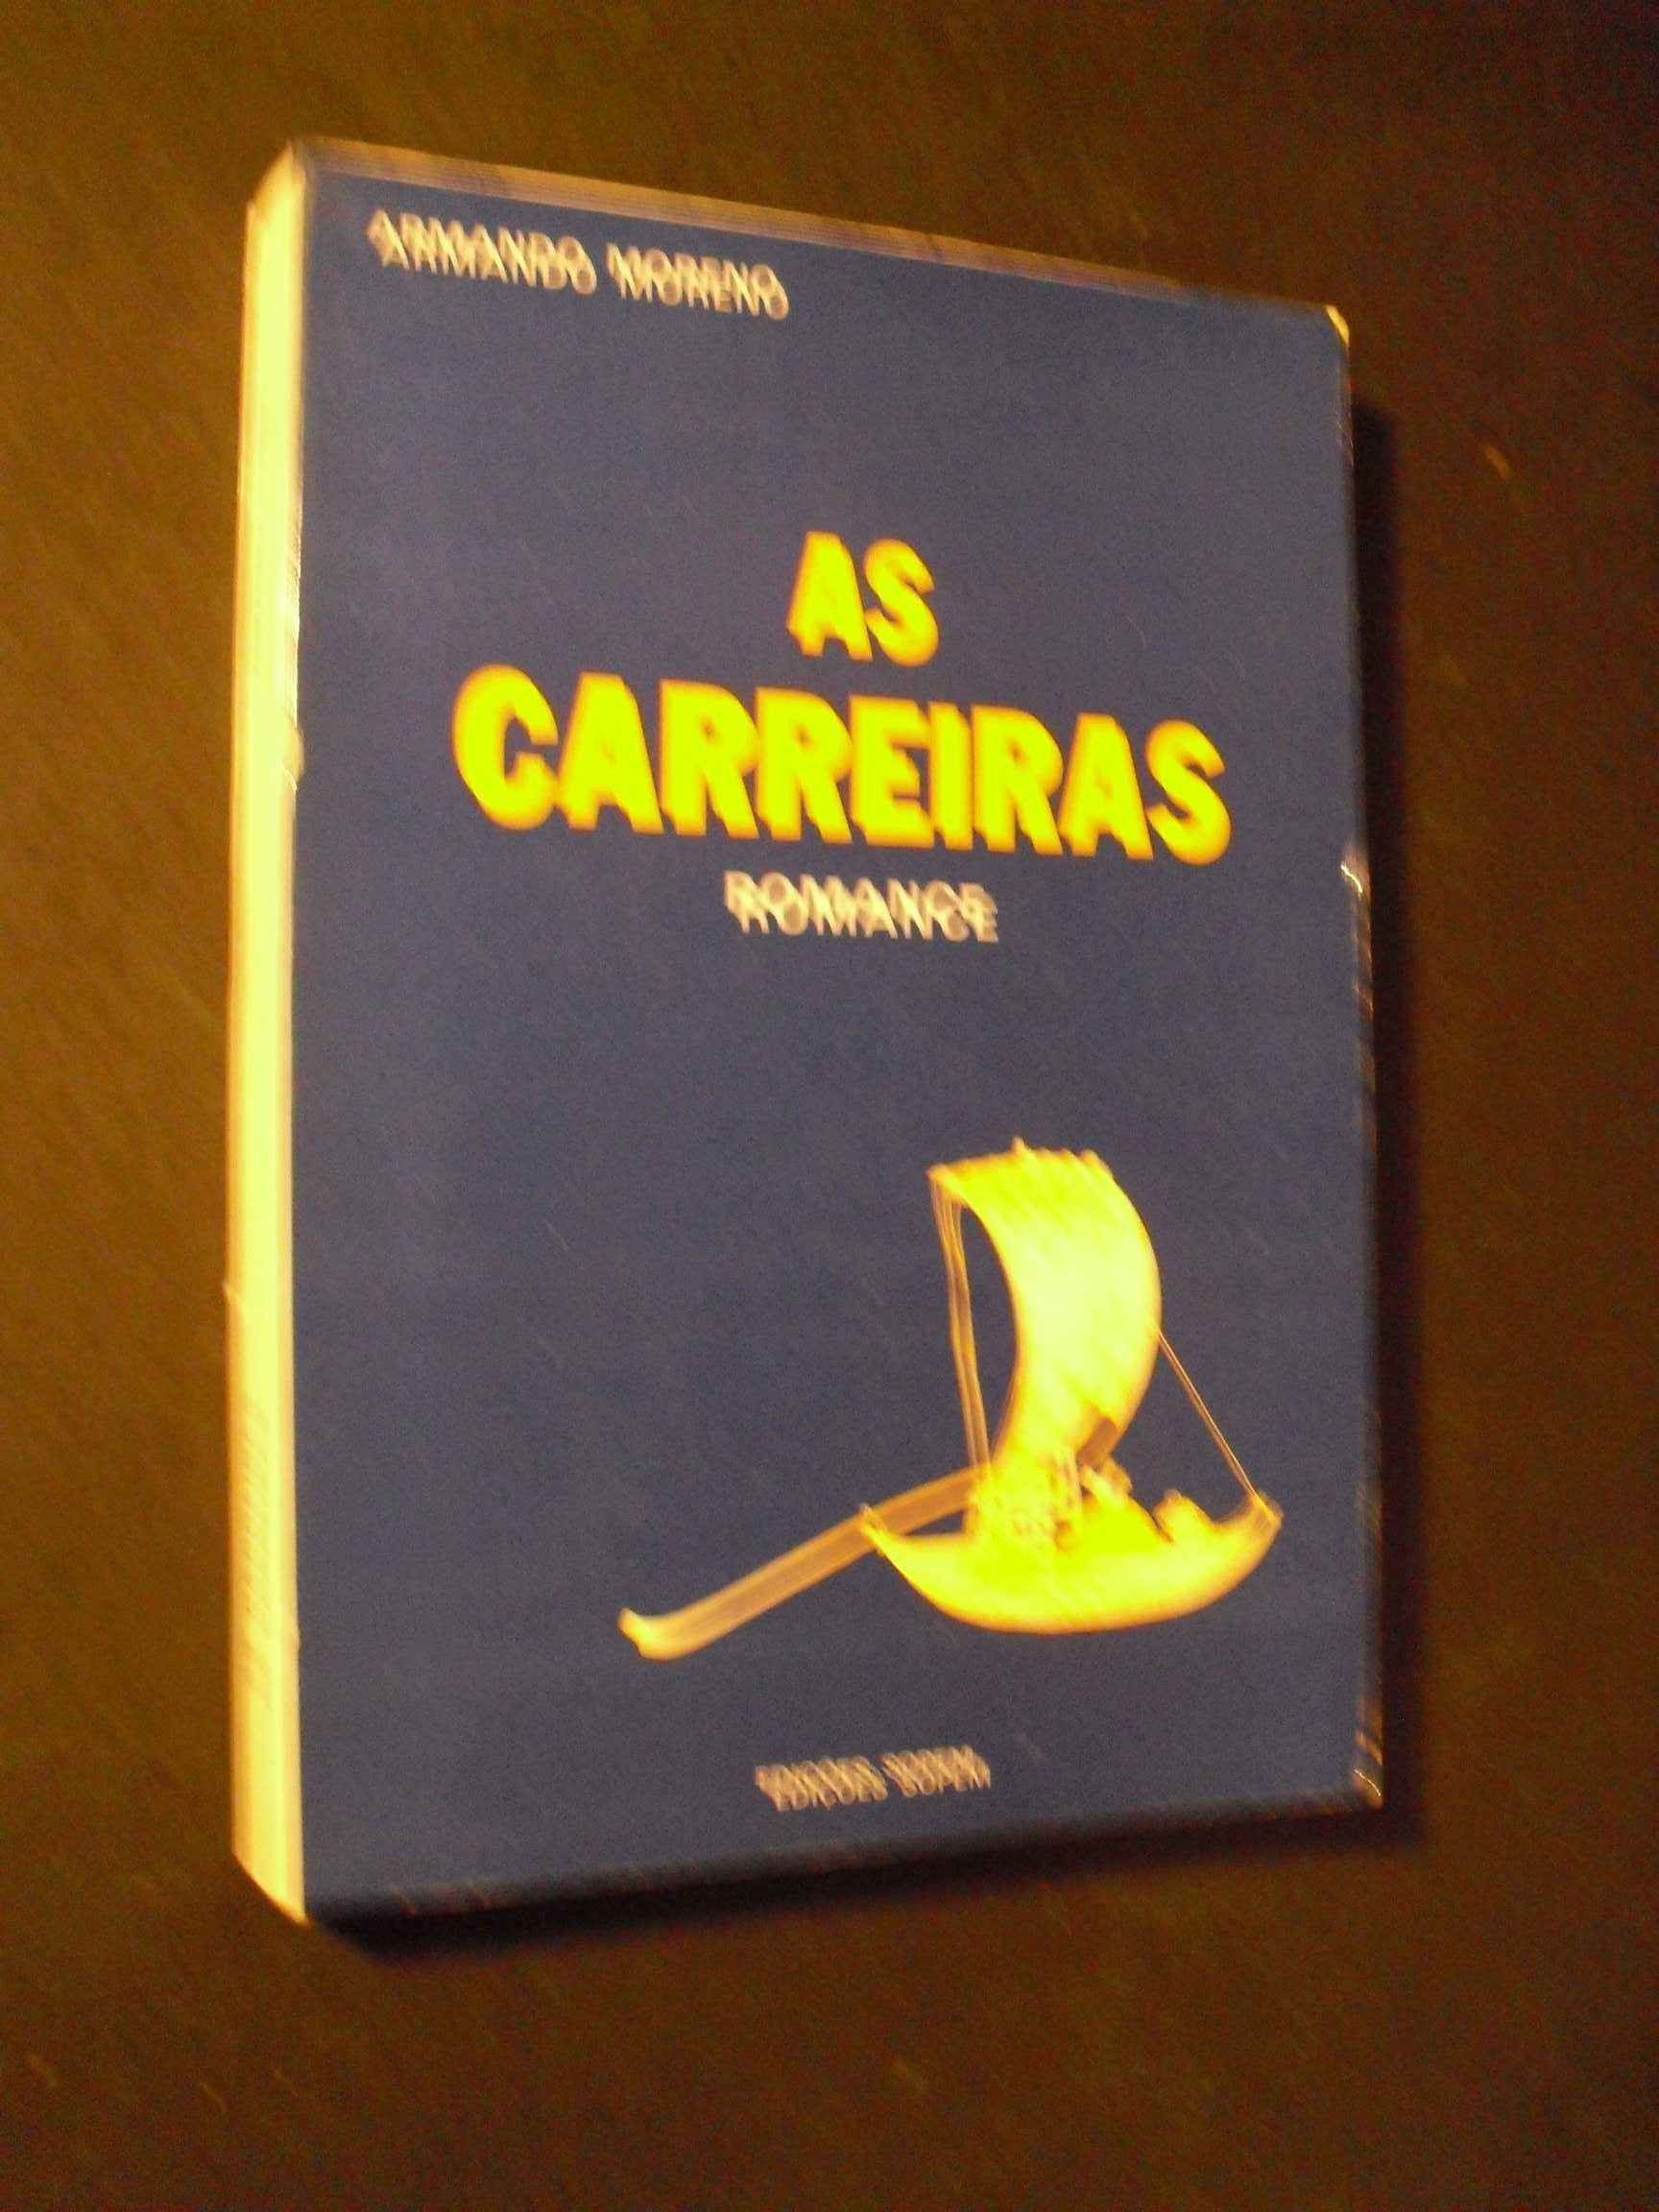 ARMANDO MORENO
AS
CARREIRAS
ROMANCE
EDIÇÕES SOPEM